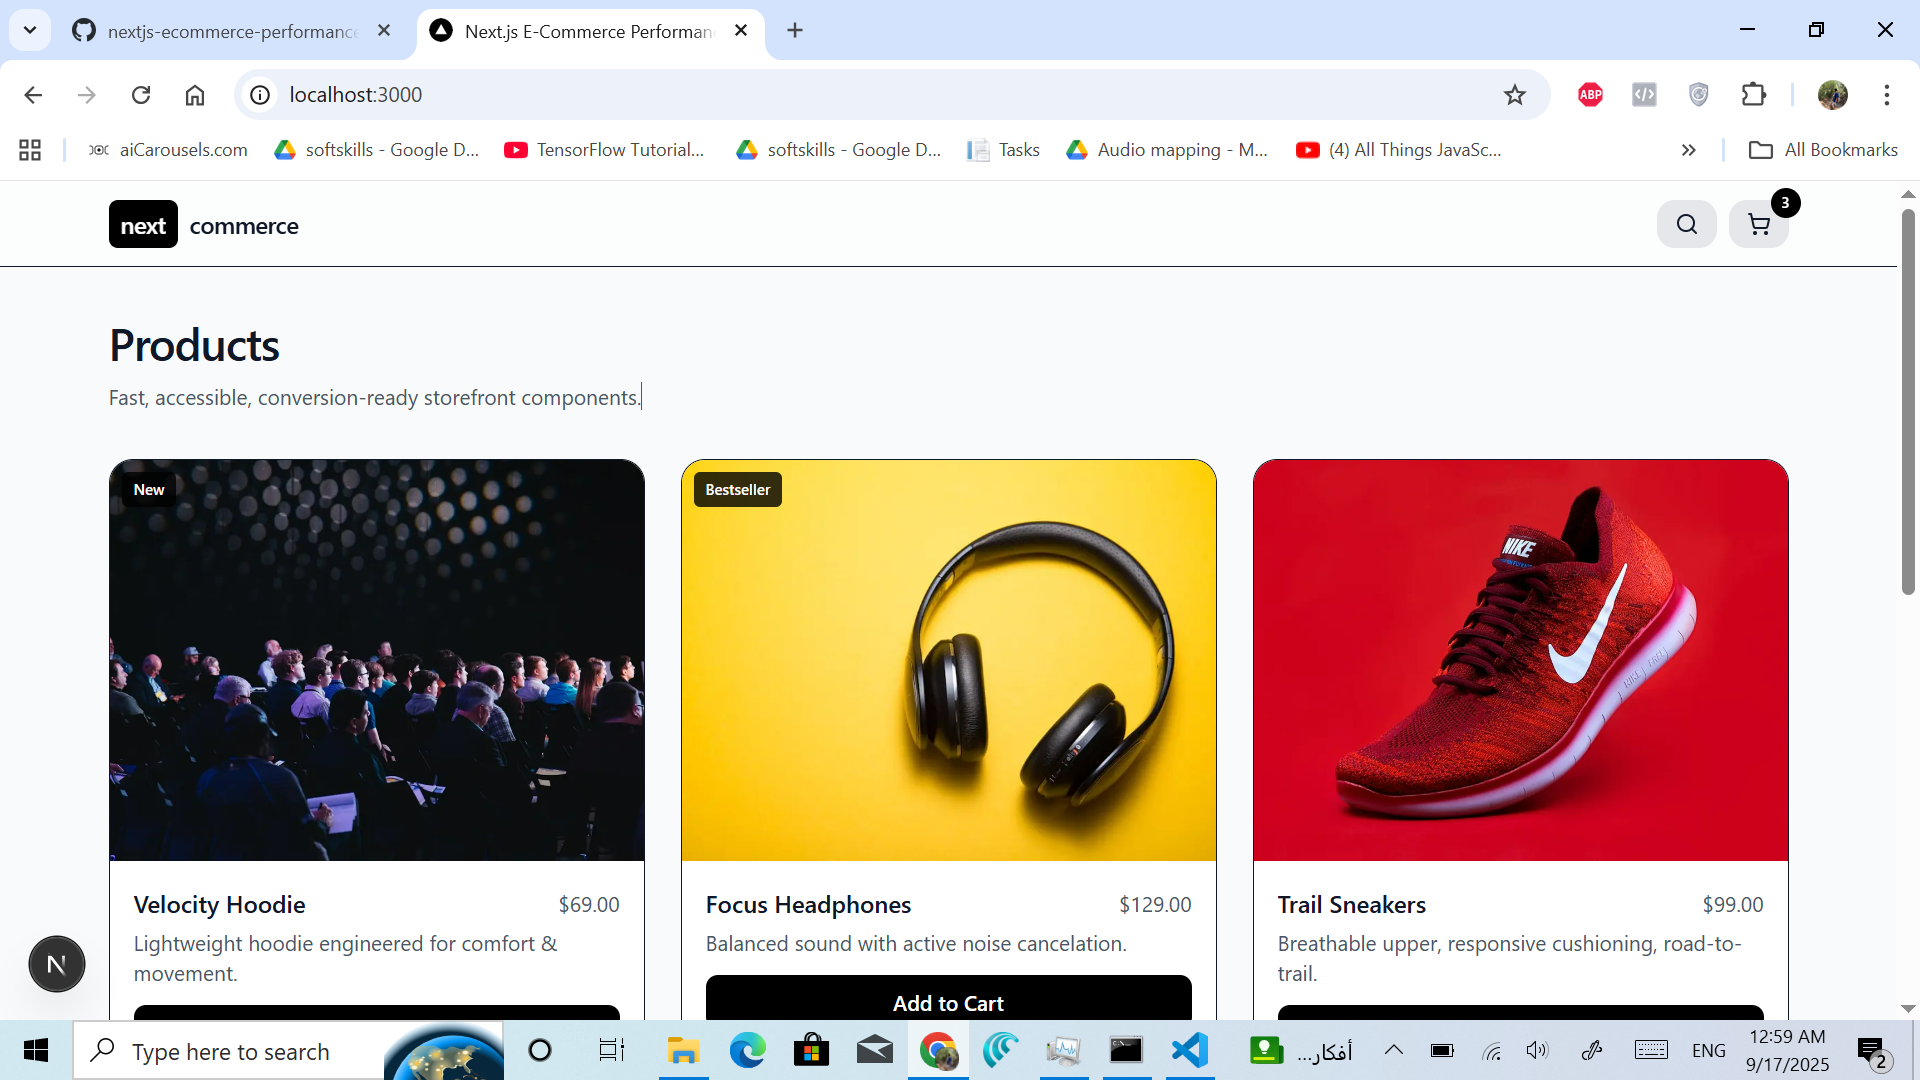 nextjs-ecommerce-performance
Next.js E-Commerce Performan
localhost:3000
ABP
aiCarousels.com
softskills - Google D...
TensorFlow Tutorial...
softskills - Google D...
Tasks
Audio mapping - M...
(4) All Things JavaSc...
All Bookmarks
next commerce
3
Products
Fast, accessible, conversion-ready storefront components.
New
Bestseller
NIKE
Velocity Hoodie $69.00
Lightweight hoodie engineered for comfort &
movement.
Focus Headphones $129.00
Balanced sound with active noise cancelation.
Add to Cart
Trail Sneakers $99.00
Breathable upper, responsive cushioning, road-to-
trail.
N
Type here to search
أفكار...
ENG
12:59 AM
9/17/2025
2